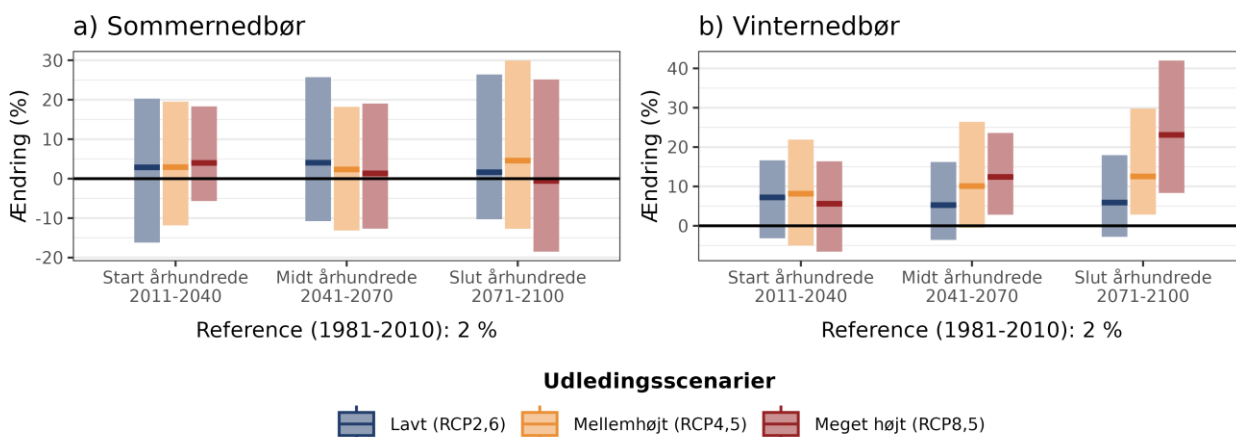 a) Sommernedbør
Ændring (%)
30
20
10
0
-10
-20
Start århundrede
2011-2040
Midt århundrede
2041-2070
Slut århundrede
2071-2100
Reference (1981-2010): 2 %
b) Vinternedbør
Ændring (%)
40
30
20
10
0
Start århundrede
2011-2040
Midt århundrede
2041-2070
Slut århundrede
2071-2100
Reference (1981-2010): 2 %
Udledingsscenarier
Lavt (RCP2,6)
Mellemhøjt (RCP4,5)
Meget højt (RCP8,5)